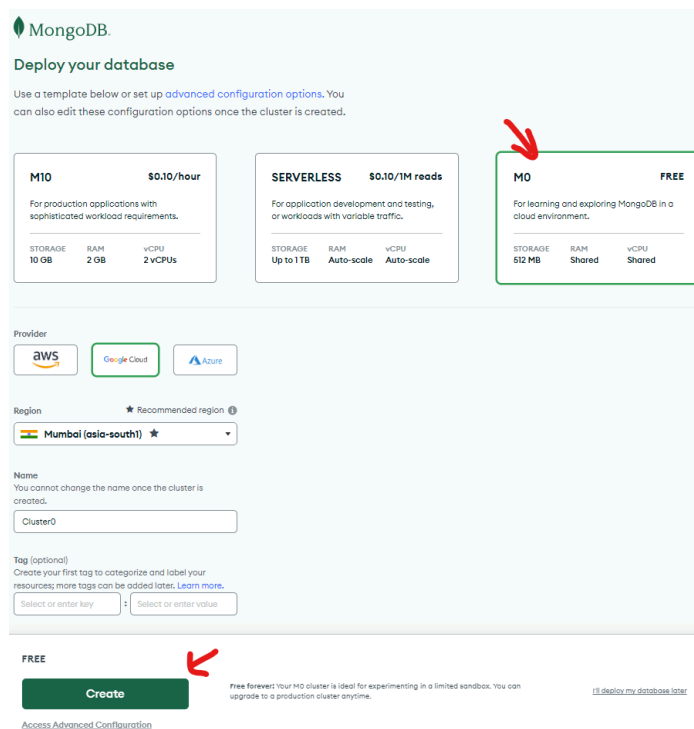 MongoDB.
Deploy your database
Use a template below or set up advanced configuration options. You
can also edit these configuration options once the cluster is created.
M10 $0.10/hour
For production applications with
sophisticated workload requirements.
STORAGE RAM vCPU
10 GB 2 GB 2 vCPUs
SERVERLESS $0.10/1M reads
For application development and testing,
or workloads with variable traffic.
STORAGE RAM vCPU
Up to 1 TB Auto-scale Auto-scale
M0 FREE
For learning and exploring MongoDB in a
cloud environment.
STORAGE RAM vCPU
512 MB Shared Shared
Provider
aws Google Cloud Azure
Region ★ Recommended region
Mumbai (asia-south1) ★
Name
You cannot change the name once the cluster is
created.
Cluster0
Tag (optional)
Create your first tag to categorize and label your
resources; more tags can be added later. Learn more.
Select or enter key : Select or enter value
FREE
Create
Access Advanced Configuration
Free forever: Your M0 cluster is ideal for experimenting in a limited sandbox. You can
upgrade to a production cluster anytime.
I'll deploy my database later